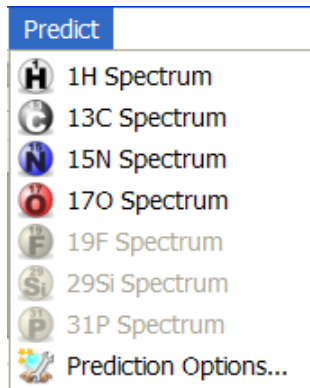 Predict
1H Spectrum
13C Spectrum
15N Spectrum
17O Spectrum
19F Spectrum
29Si Spectrum
31P Spectrum
Prediction Options...